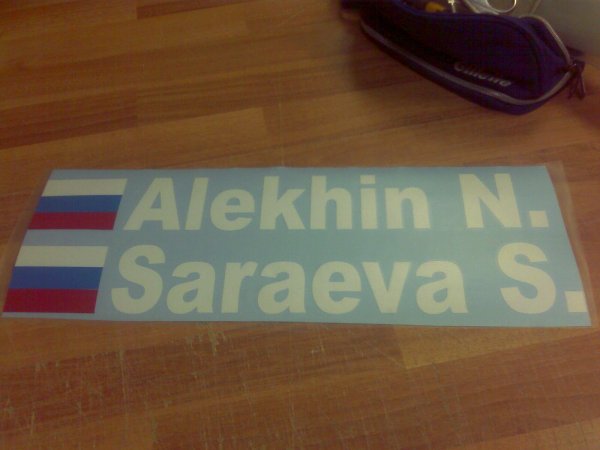 Alekhin N.
Saraeva S.